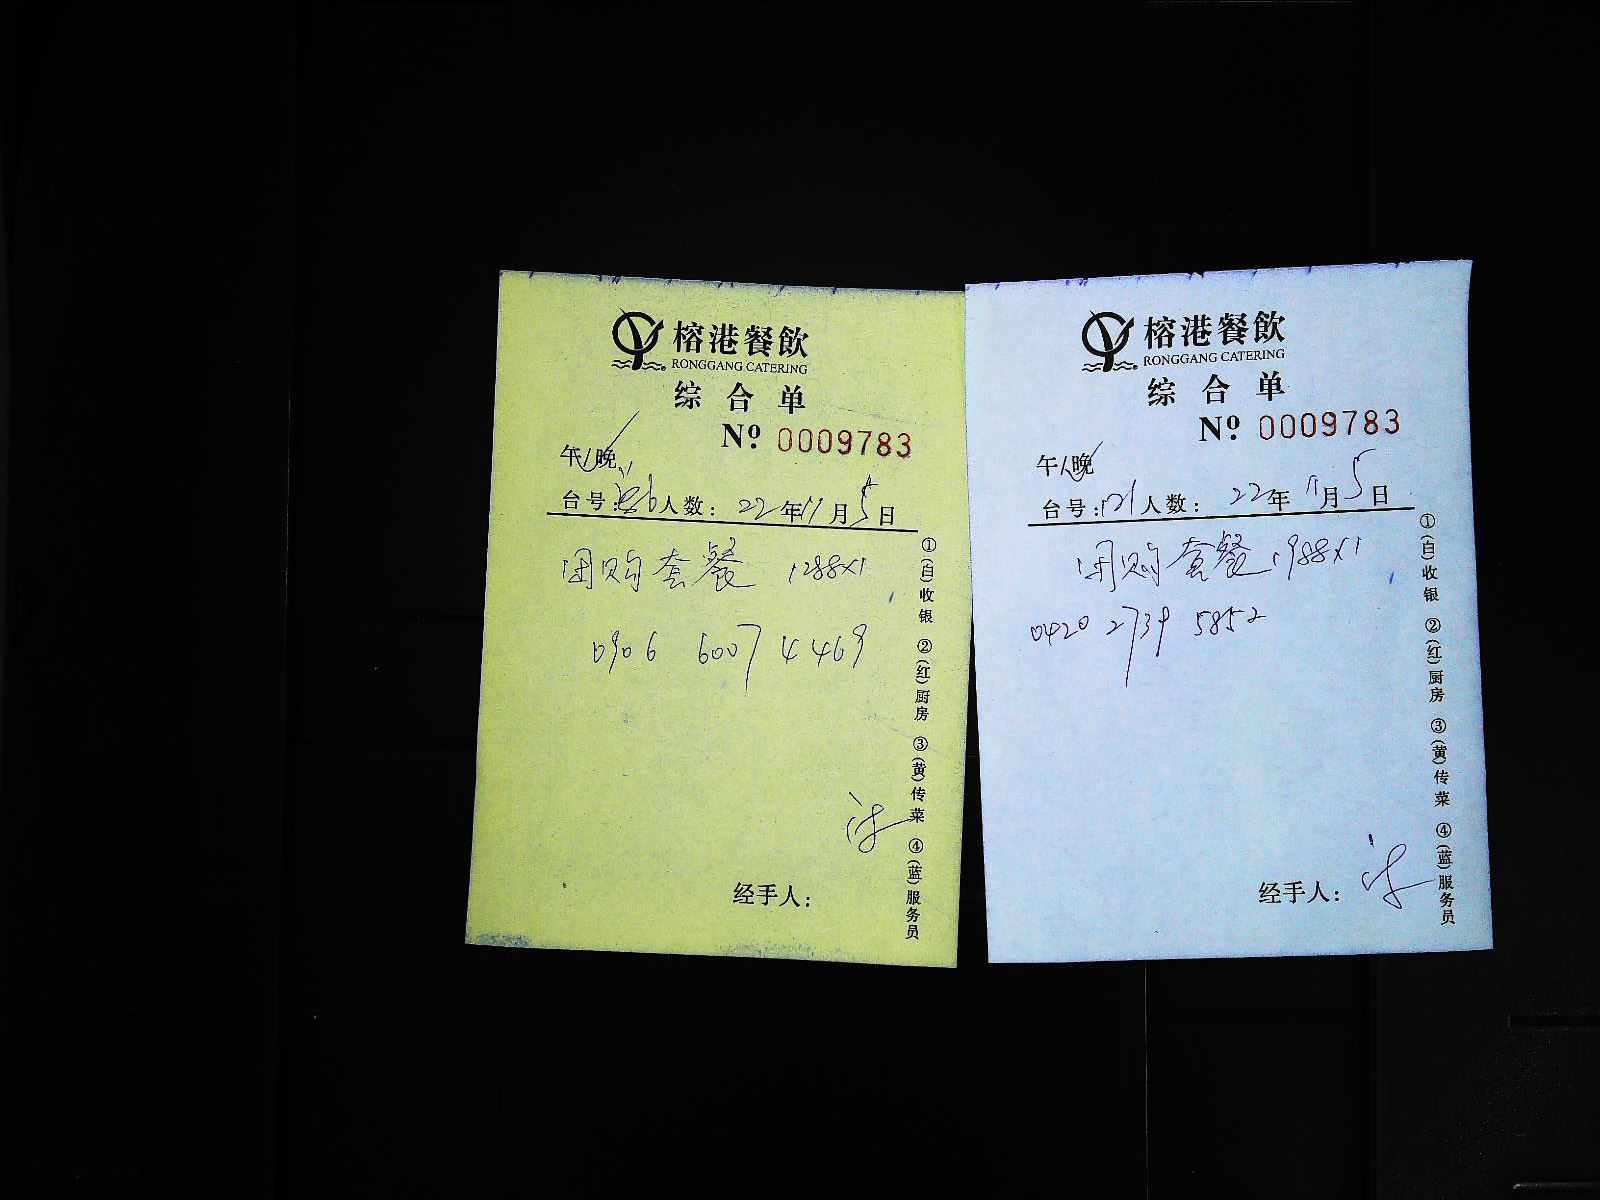 榕港餐飲
RONGGANG CATERING
综合单
Nº 0009783
午/晚
台号: 人数: 22年11月5日
团购套餐 1288x1
0906 6007 4469
经手人:
①(白)收银 ②(红)厨房 ③(黄)传菜 ④(蓝)服务员
榕港餐飲
RONGGANG CATERING
综合单
Nº 0009783
午/晚
台号:121 人数: 22年11月5日
团购套餐 1988x1
0420 2739 5852
经手人:
①(白)收银 ②(红)厨房 ③(黄)传菜 ④(蓝)服务员